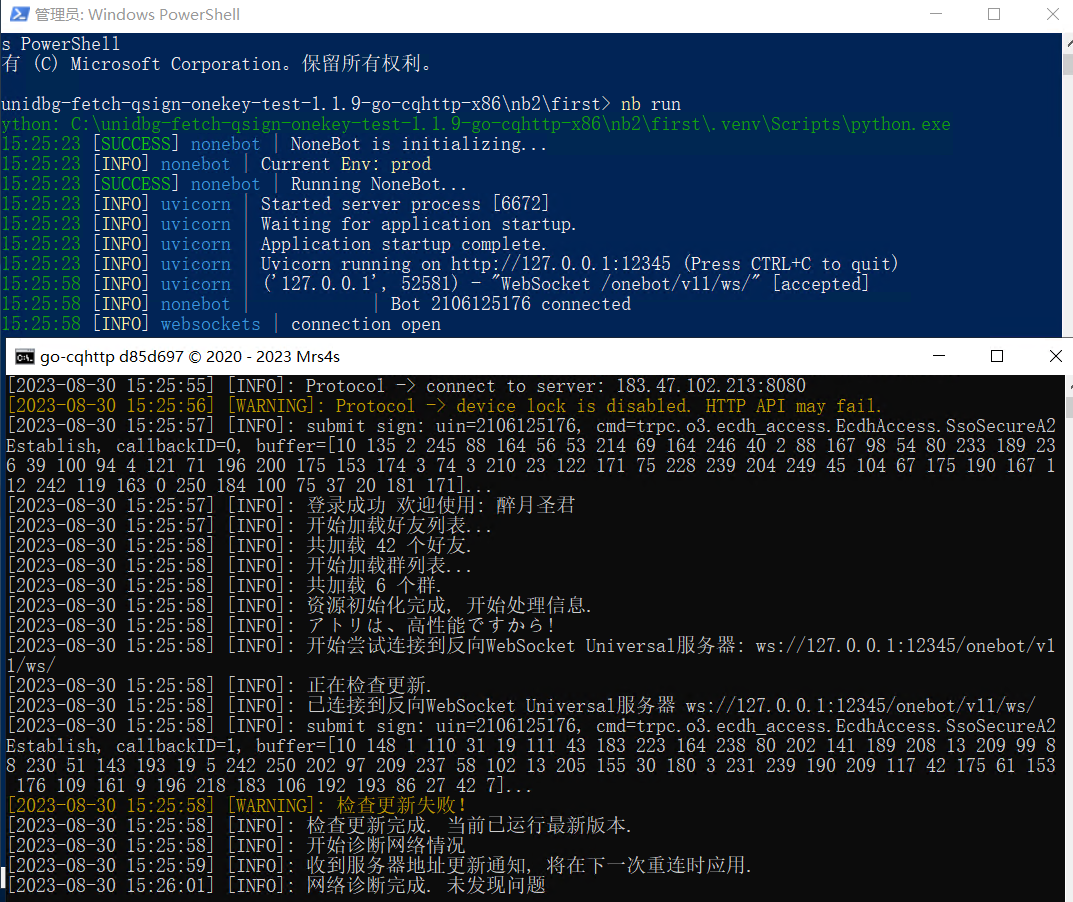 管理员: Windows PowerShell
s PowerShell
有 (C) Microsoft Corporation。保留所有权利。
unidbg-fetch-qsign-onekey-test-1.1.9-go-cqhttp-x86\nb2\first> nb run
ython: C:\unidbg-fetch-qsign-onekey-test-1.1.9-go-cqhttp-x86\nb2\first\.venv\Scripts\python.exe
15:25:23 [SUCCESS] nonebot | NoneBot is initializing...
15:25:23 [INFO] nonebot | Current Env: prod
15:25:23 [SUCCESS] nonebot | Running NoneBot...
15:25:23 [INFO] uvicorn | Started server process [6672]
15:25:23 [INFO] uvicorn | Waiting for application startup.
15:25:23 [INFO] uvicorn | Application startup complete.
15:25:23 [INFO] uvicorn | Uvicorn running on http://127.0.0.1:12345 (Press CTRL+C to quit)
15:25:58 [INFO] uvicorn | ('127.0.0.1', 52581) - "WebSocket /onebot/v11/ws/" [accepted]
15:25:58 [INFO] nonebot | | Bot 2106125176 connected
15:25:58 [INFO] websockets | connection open
go-cqhttp d85d697 © 2020 - 2023 Mrs4s
[2023-08-30 15:25:55] [INFO]: Protocol -> connect to server: 183.47.102.213:8080
[2023-08-30 15:25:56] [WARNING]: Protocol -> device lock is disabled. HTTP API may fail.
[2023-08-30 15:25:57] [INFO]: submit sign: uin=2106125176, cmd=trpc.o3.ecdh_access.EcdhAccess.SsoSecureA2
Establish, callbackID=0, buffer=[10 135 2 245 88 164 56 53 214 69 164 246 40 2 88 167 98 54 80 233 189 23
6 39 100 94 4 121 71 196 200 175 153 174 3 74 3 210 23 122 171 75 228 239 204 249 45 104 67 175 190 167 1
12 242 119 163 0 250 184 100 75 37 20 181 171]...
[2023-08-30 15:25:57] [INFO]: 登录成功 欢迎使用: 醉月圣君
[2023-08-30 15:25:57] [INFO]: 开始加载好友列表...
[2023-08-30 15:25:58] [INFO]: 共加载 42 个好友.
[2023-08-30 15:25:58] [INFO]: 开始加载群列表...
[2023-08-30 15:25:58] [INFO]: 共加载 6 个群.
[2023-08-30 15:25:58] [INFO]: 资源初始化完成, 开始处理信息.
[2023-08-30 15:25:58] [INFO]: アトリは、高性能ですから!
[2023-08-30 15:25:58] [INFO]: 开始尝试连接到反向WebSocket Universal服务器: ws://127.0.0.1:12345/onebot/v1
1/ws/
[2023-08-30 15:25:58] [INFO]: 正在检查更新.
[2023-08-30 15:25:58] [INFO]: 已连接到反向WebSocket Universal服务器 ws://127.0.0.1:12345/onebot/v11/ws/
[2023-08-30 15:25:58] [INFO]: submit sign: uin=2106125176, cmd=trpc.o3.ecdh_access.EcdhAccess.SsoSecureA2
Establish, callbackID=1, buffer=[10 148 1 110 31 19 111 43 183 223 164 238 80 202 141 189 208 13 209 99 8
8 230 51 143 193 19 5 242 250 202 97 209 237 58 102 13 205 155 30 180 3 231 239 190 209 117 42 175 61 153
176 109 161 9 196 218 183 106 192 193 86 27 42 7]...
[2023-08-30 15:25:58] [WARNING]: 检查更新失败!
[2023-08-30 15:25:58] [INFO]: 检查更新完成. 当前已运行最新版本.
[2023-08-30 15:25:58] [INFO]: 开始诊断网络情况
[2023-08-30 15:25:59] [INFO]: 收到服务器地址更新通知, 将在下一次重连时应用.
[2023-08-30 15:26:01] [INFO]: 网络诊断完成. 未发现问题